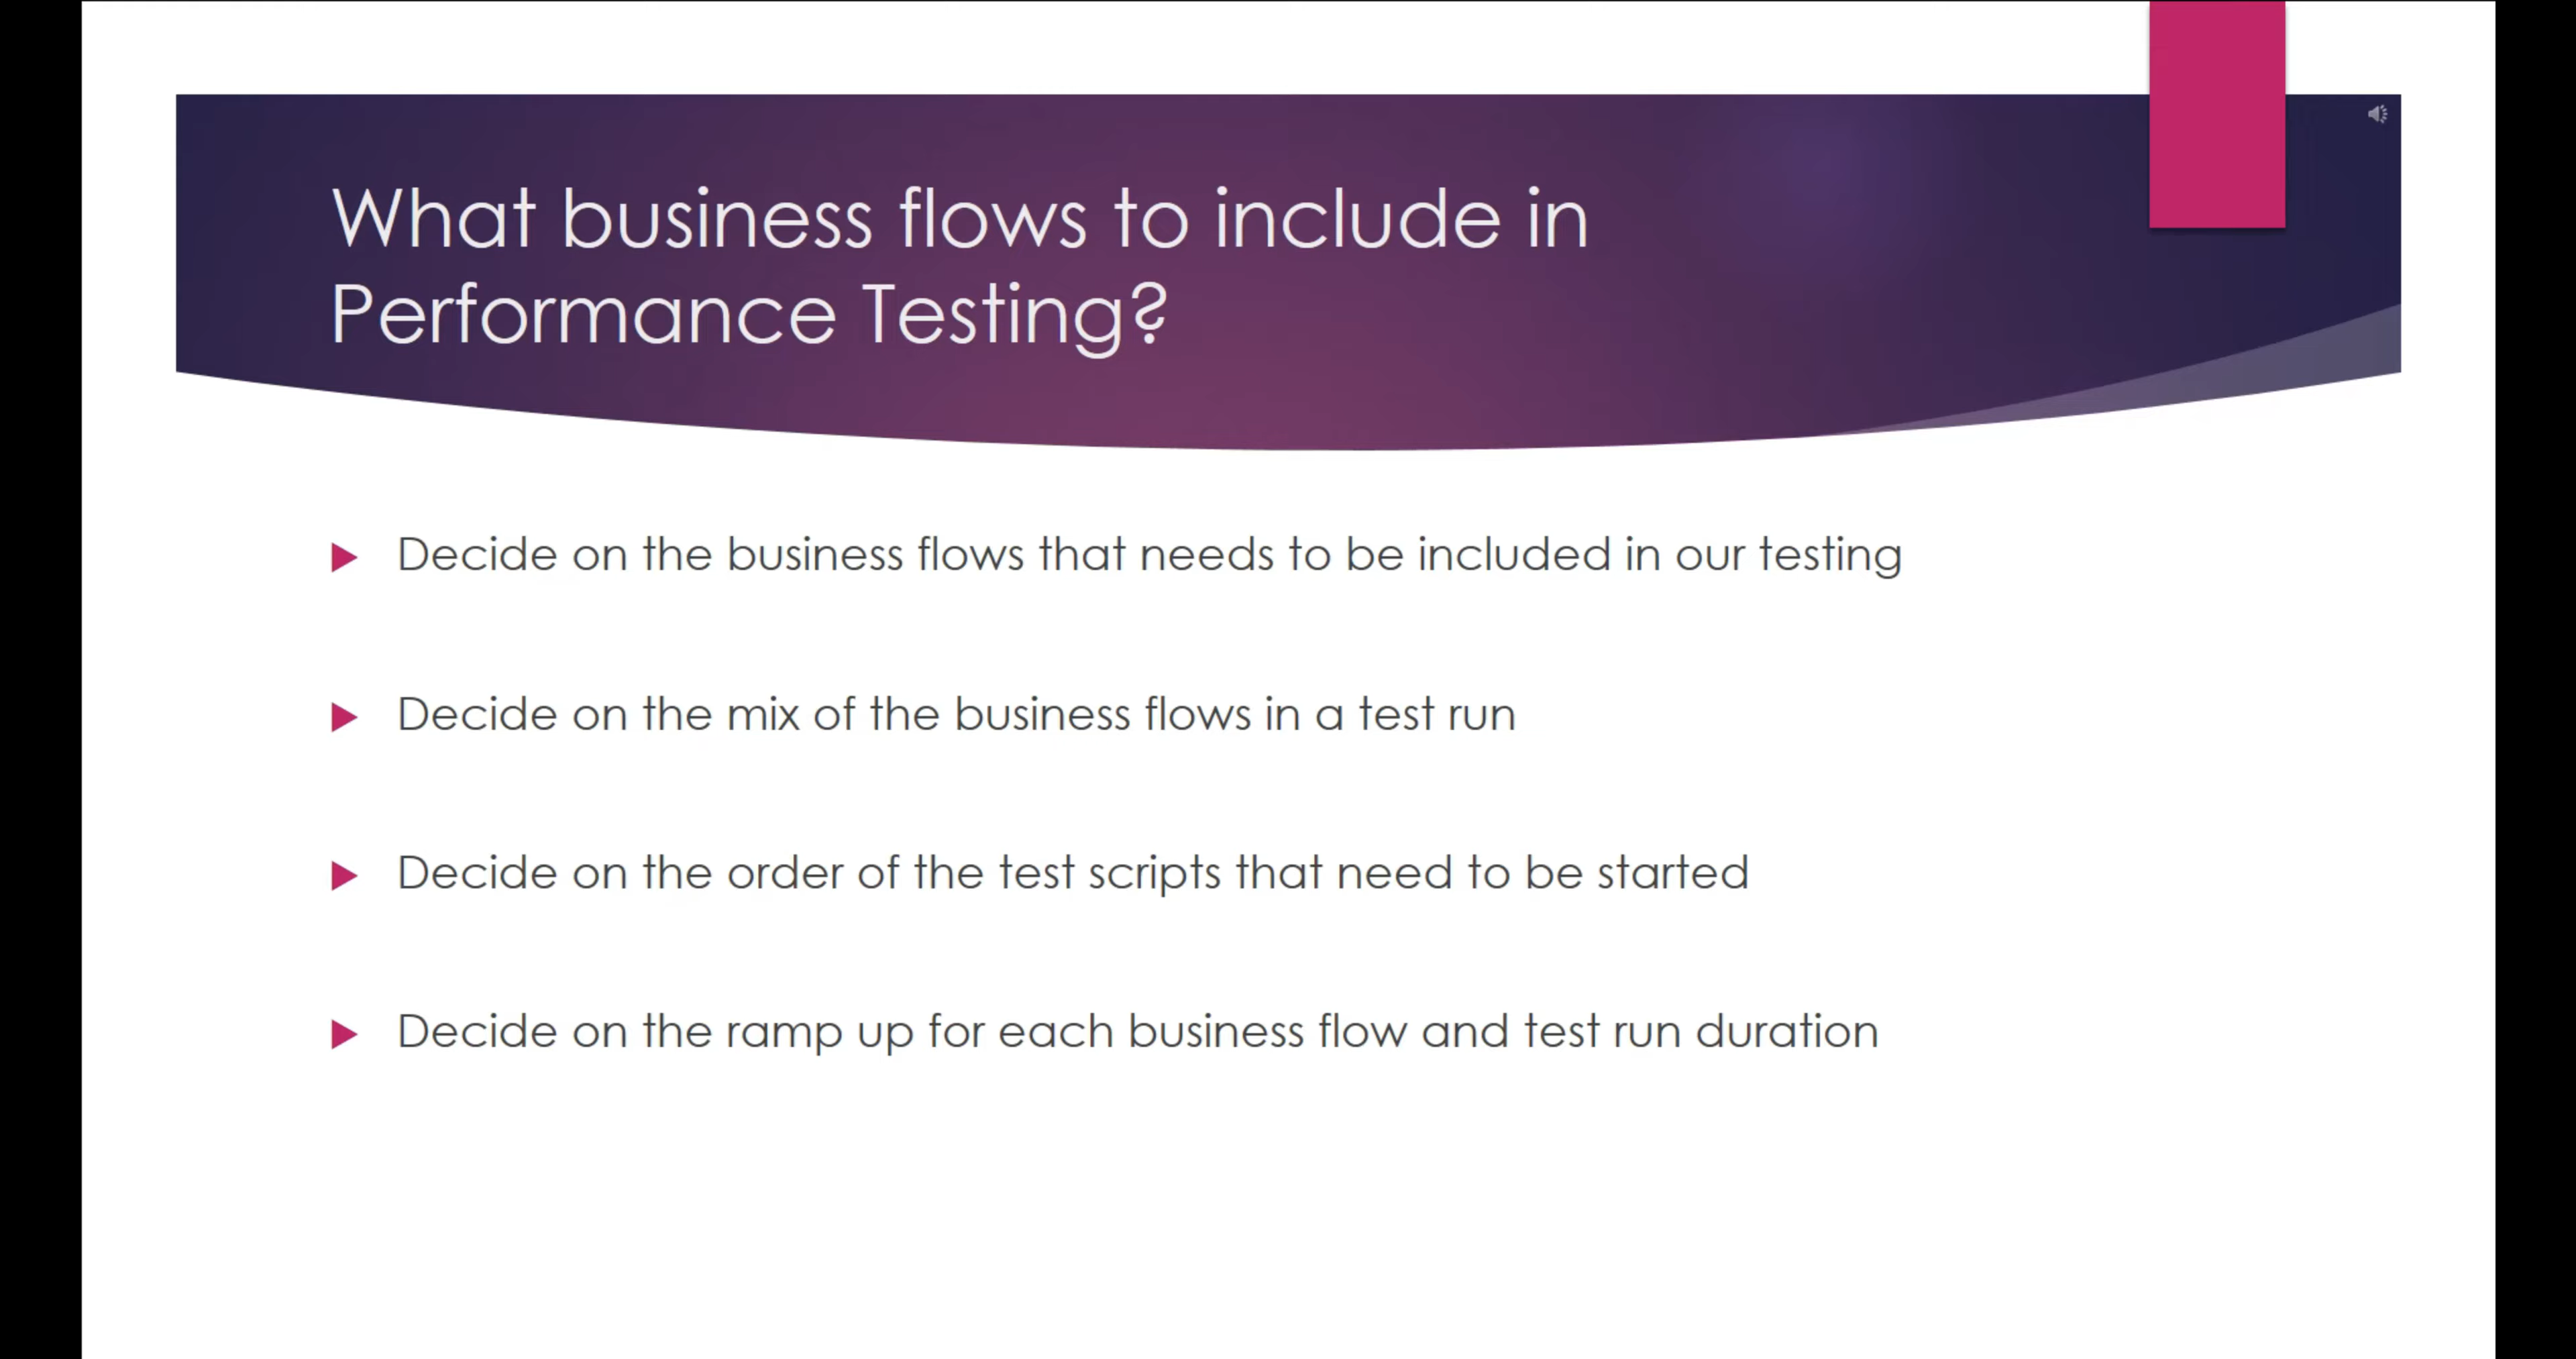 What business flows to include in
Performance Testing?
Decide on the business flows that needs to be included in our testing
Decide on the mix of the business flows in a test run
Decide on the order of the test scripts that need to be started
Decide on the ramp up for each business flow and test run duration